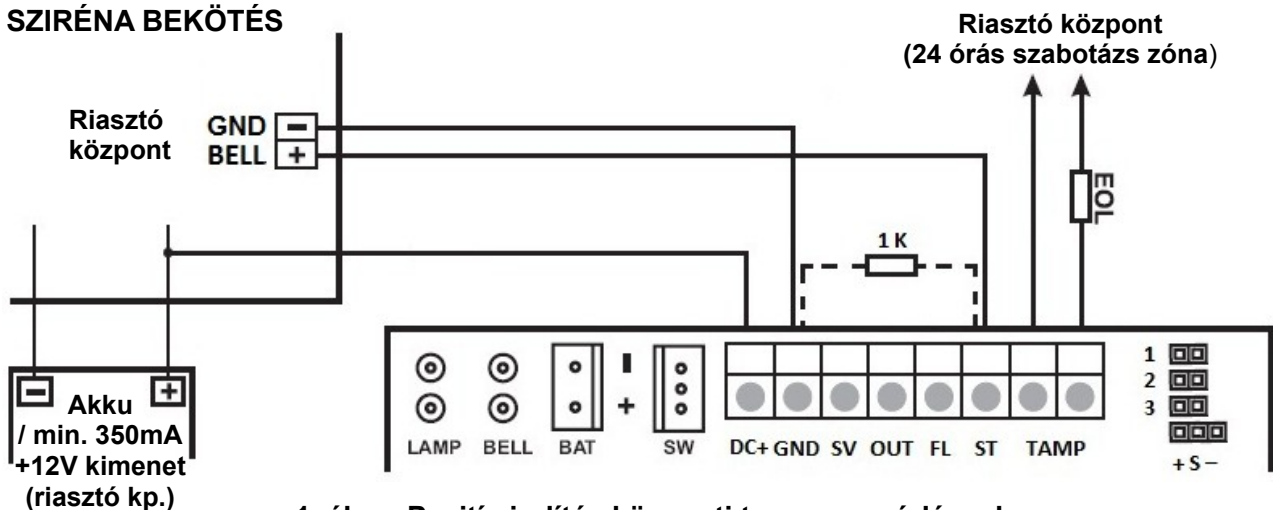 SZIRÉNA BEKÖTÉS
Riasztó központ
(24 órás szabotázs zóna)
Riasztó
központ
GND −
BELL +
EOL
1 K
− +
Akku
/ min. 350mA
+12V kimenet
(riasztó kp.)
+
LAMP BELL BAT SW DC+ GND SV OUT FL ST TAMP
1
2
3
+ S −